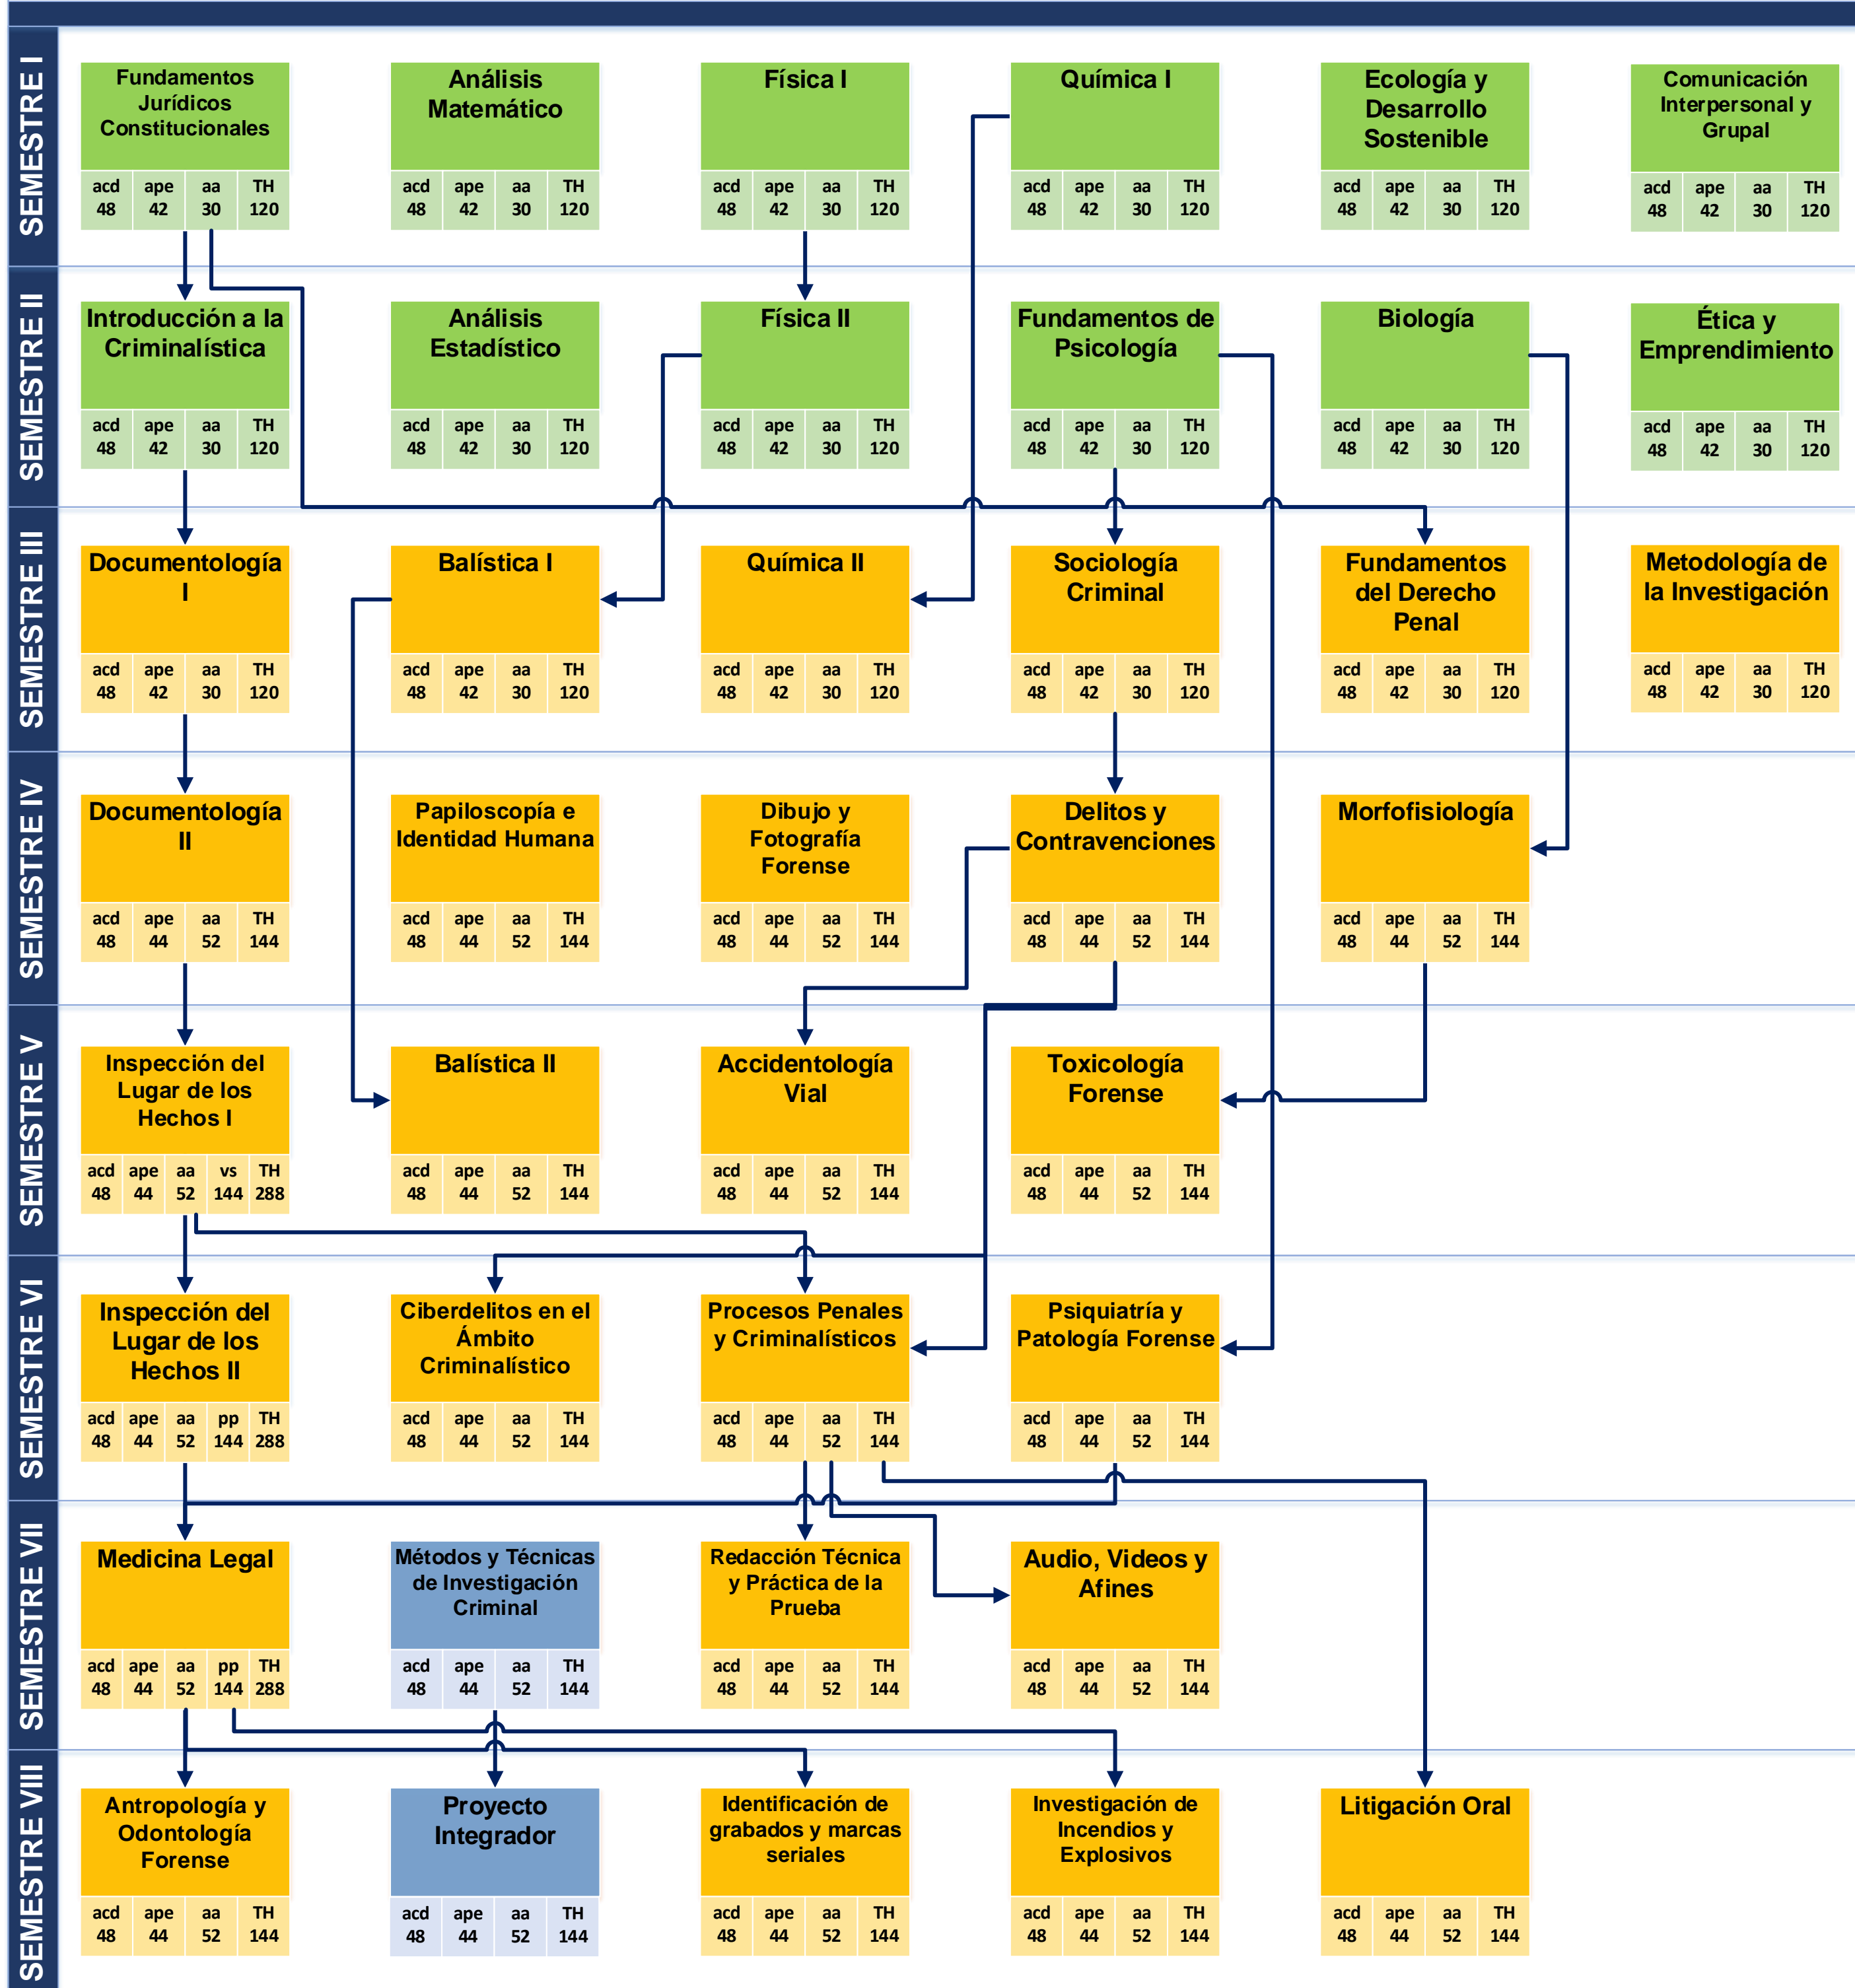 SEMESTRE I
Fundamentos
Jurídicos
Constitucionales
acd ape aa TH
48 42 30 120
Análisis
Matemático
acd ape aa TH
48 42 30 120
Física I
acd ape aa TH
48 42 30 120
Química I
acd ape aa TH
48 42 30 120
Ecología y
Desarrollo
Sostenible
acd ape aa TH
48 42 30 120
Comunicación
Interpersonal y
Grupal
acd ape aa TH
48 42 30 120
SEMESTRE II
Introducción a la
Criminalística
acd ape aa TH
48 42 30 120
Análisis
Estadístico
acd ape aa TH
48 42 30 120
Física II
acd ape aa TH
48 42 30 120
Fundamentos de
Psicología
acd ape aa TH
48 42 30 120
Biología
acd ape aa TH
48 42 30 120
Ética y
Emprendimiento
acd ape aa TH
48 42 30 120
SEMESTRE III
Documentología
I
acd ape aa TH
48 42 30 120
Balística I
acd ape aa TH
48 42 30 120
Química II
acd ape aa TH
48 42 30 120
Sociología
Criminal
acd ape aa TH
48 42 30 120
Fundamentos
del Derecho
Penal
acd ape aa TH
48 42 30 120
Metodología de
la Investigación
acd ape aa TH
48 42 30 120
SEMESTRE IV
Documentología
II
acd ape aa TH
48 44 52 144
Papiloscopía e
Identidad Humana
acd ape aa TH
48 44 52 144
Dibujo y
Fotografía
Forense
acd ape aa TH
48 44 52 144
Delitos y
Contravenciones
acd ape aa TH
48 44 52 144
Morfofisiología
acd ape aa TH
48 44 52 144
SEMESTRE V
Inspección del
Lugar de los
Hechos I
acd ape aa vs TH
48 44 52 144 288
Balística II
acd ape aa TH
48 44 52 144
Accidentología
Vial
acd ape aa TH
48 44 52 144
Toxicología
Forense
acd ape aa TH
48 44 52 144
SEMESTRE VI
Inspección del
Lugar de los
Hechos II
acd ape aa pp TH
48 44 52 144 288
Ciberdelitos en el
Ámbito
Criminalístico
acd ape aa TH
48 44 52 144
Procesos Penales
y Criminalísticos
acd ape aa TH
48 44 52 144
Psiquiatría y
Patología Forense
acd ape aa TH
48 44 52 144
SEMESTRE VII
Medicina Legal
acd ape aa pp TH
48 44 52 144 288
Métodos y Técnicas
de Investigación
Criminal
acd ape aa TH
48 44 52 144
Redacción Técnica
y Práctica de la
Prueba
acd ape aa TH
48 44 52 144
Audio, Videos y
Afines
acd ape aa TH
48 44 52 144
SEMESTRE VIII
Antropología y
Odontología
Forense
acd ape aa TH
48 44 52 144
Proyecto
Integrador
acd ape aa TH
48 44 52 144
Identificación de
grabados y marcas
seriales
acd ape aa TH
48 44 52 144
Investigación de
Incendios y
Explosivos
acd ape aa TH
48 44 52 144
Litigación Oral
acd ape aa TH
48 44 52 144